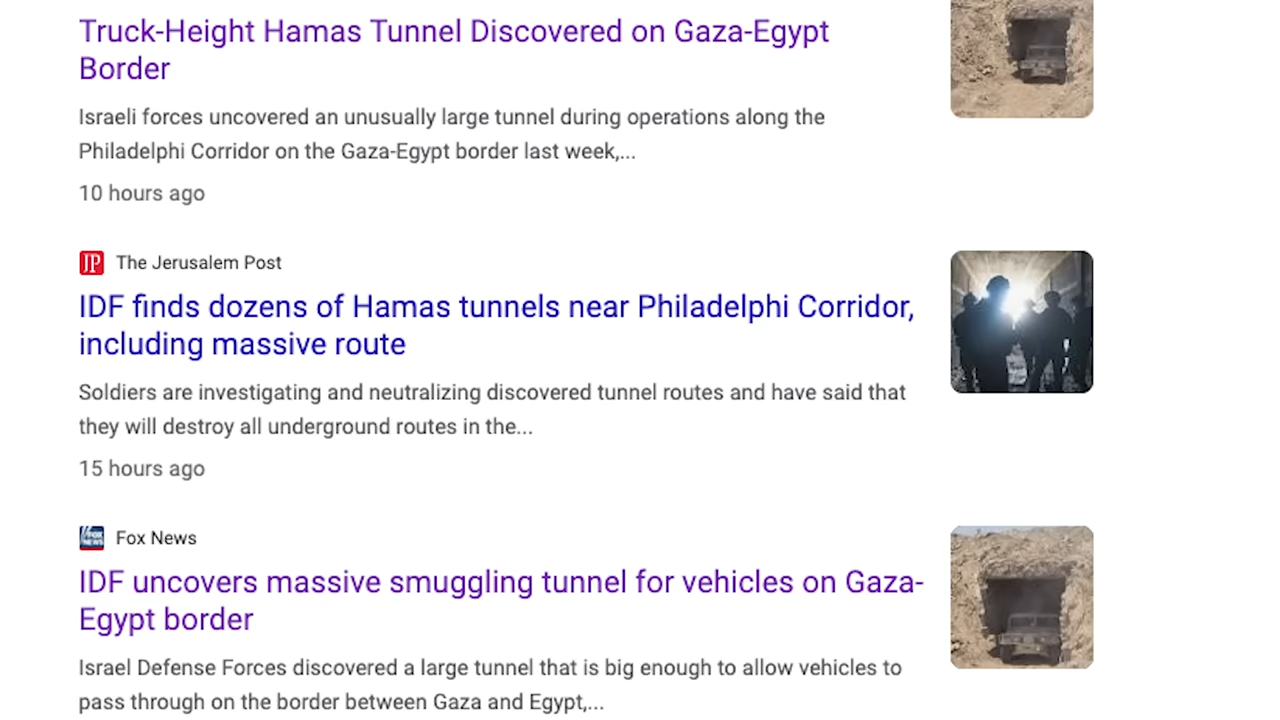 Truck-Height Hamas Tunnel Discovered on Gaza-Egypt
Border
Israeli forces uncovered an unusually large tunnel during operations along the
Philadelphi Corridor on the Gaza-Egypt border last week,...
10 hours ago
JP The Jerusalem Post
IDF finds dozens of Hamas tunnels near Philadelphi Corridor,
including massive route
Soldiers are investigating and neutralizing discovered tunnel routes and have said that
they will destroy all underground routes in the...
15 hours ago
FOX NEWS Fox News
IDF uncovers massive smuggling tunnel for vehicles on Gaza-
Egypt border
Israel Defense Forces discovered a large tunnel that is big enough to allow vehicles to
pass through on the border between Gaza and Egypt,...